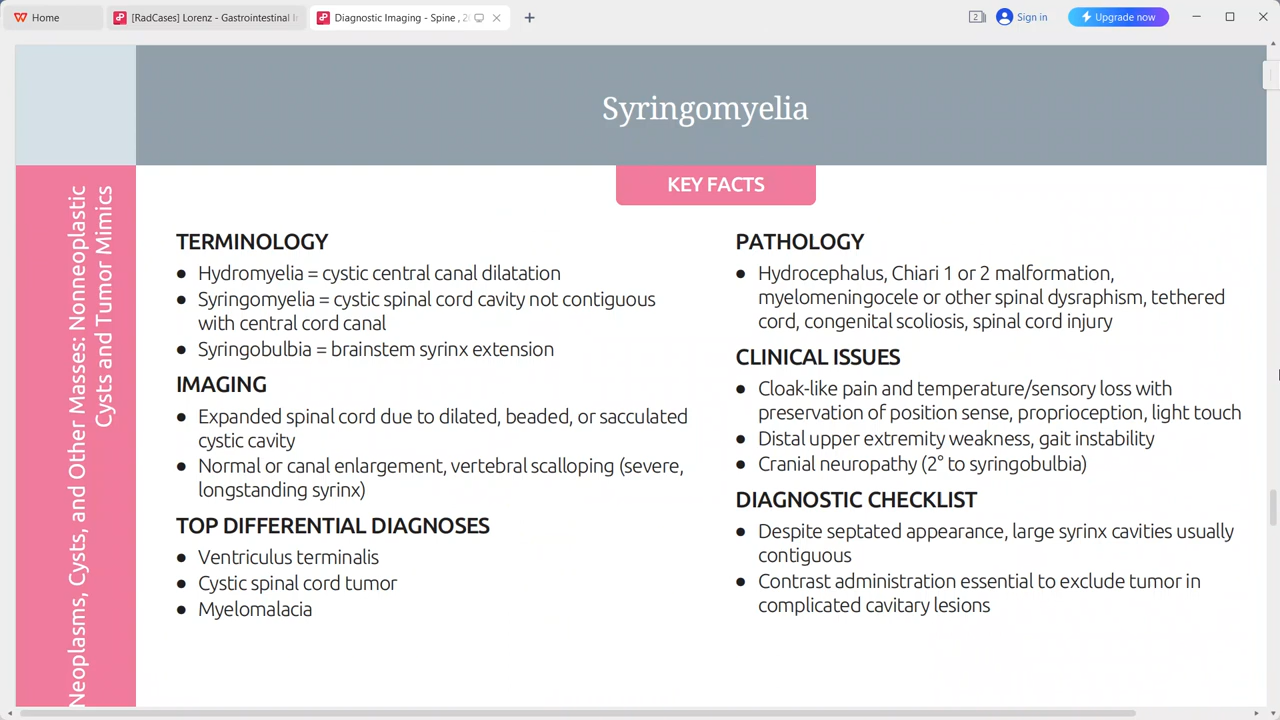 Home
[RadCases] Lorenz - Gastrointestinal I
Diagnostic Imaging - Spine , 2
2
Sign in
Upgrade now
Syringomyelia
KEY FACTS
Neoplasms, Cysts, and Other Masses: Nonneoplastic
Cysts and Tumor Mimics
TERMINOLOGY
● Hydromyelia = cystic central canal dilatation
● Syringomyelia = cystic spinal cord cavity not contiguous
with central cord canal
● Syringobulbia = brainstem syrinx extension
IMAGING
● Expanded spinal cord due to dilated, beaded, or sacculated
cystic cavity
● Normal or canal enlargement, vertebral scalloping (severe,
longstanding syrinx)
TOP DIFFERENTIAL DIAGNOSES
● Ventriculus terminalis
● Cystic spinal cord tumor
● Myelomalacia
PATHOLOGY
● Hydrocephalus, Chiari 1 or 2 malformation,
myelomeningocele or other spinal dysraphism, tethered
cord, congenital scoliosis, spinal cord injury
CLINICAL ISSUES
● Cloak-like pain and temperature/sensory loss with
preservation of position sense, proprioception, light touch
● Distal upper extremity weakness, gait instability
● Cranial neuropathy (2° to syringobulbia)
DIAGNOSTIC CHECKLIST
● Despite septated appearance, large syrinx cavities usually
contiguous
● Contrast administration essential to exclude tumor in
complicated cavitary lesions